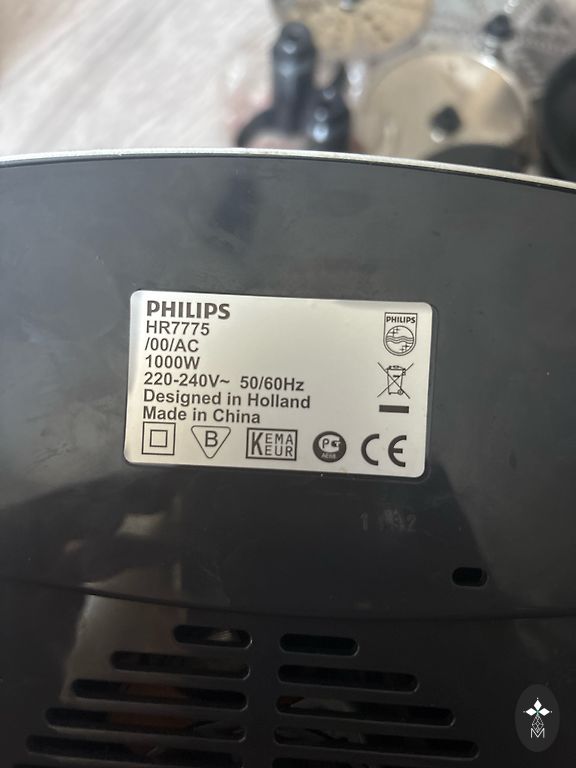 PHILIPS
HR7775
/00/AC
1000W
220-240V~ 50/60Hz
Designed in Holland
Made in China
PHILIPS
B
KEMA
EUR
CE
M